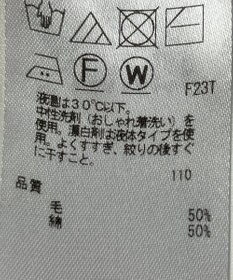 F
W
F23T
液温は30°C以下。
中性洗剤（おしゃれ着洗い）を
使用。漂白剤は液体タイプを使
用。よくすすぎ、絞りの後すぐ
に干すこと。
110
品質
毛 50%
綿 50%